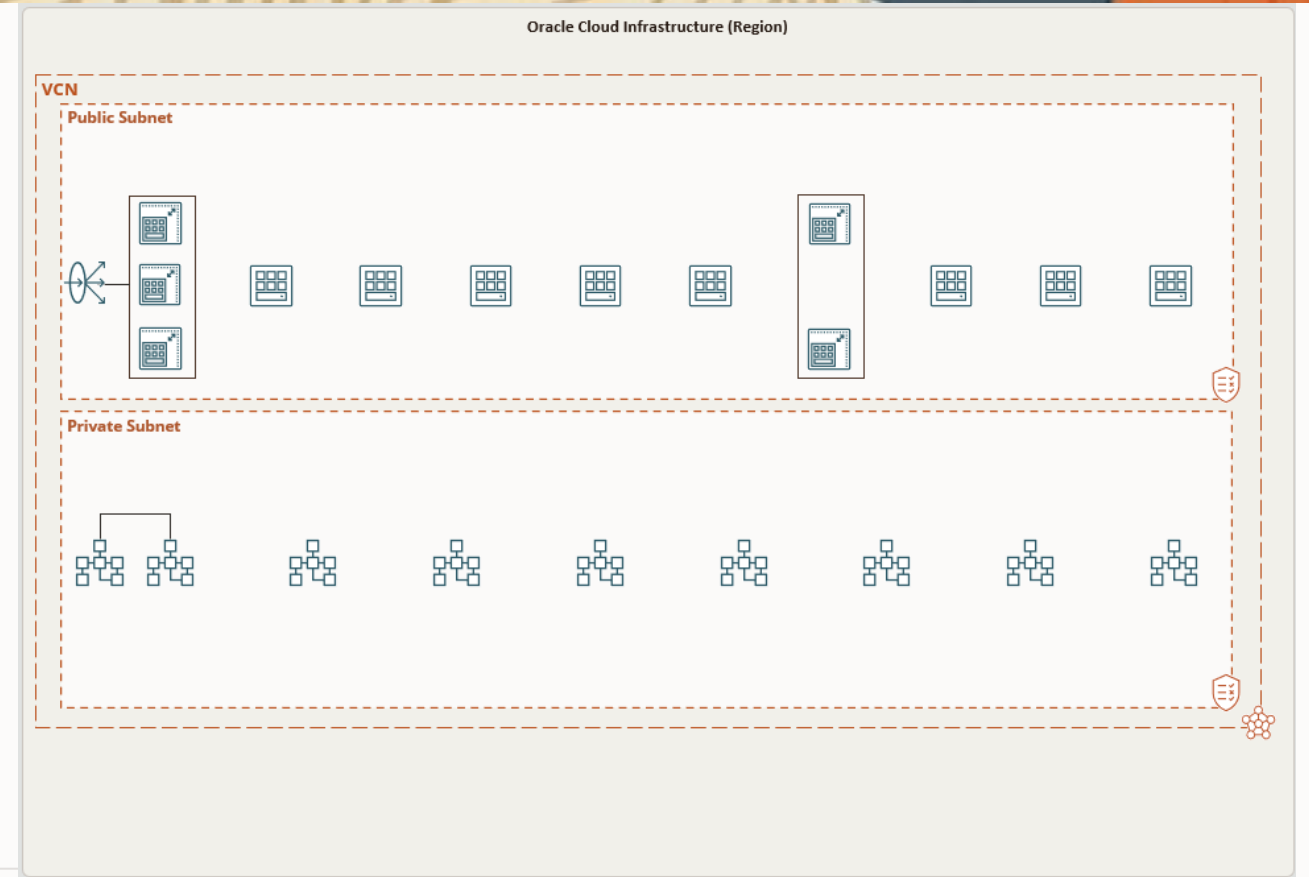 Oracle Cloud Infrastructure (Region)
VCN
Public Subnet
Private Subnet